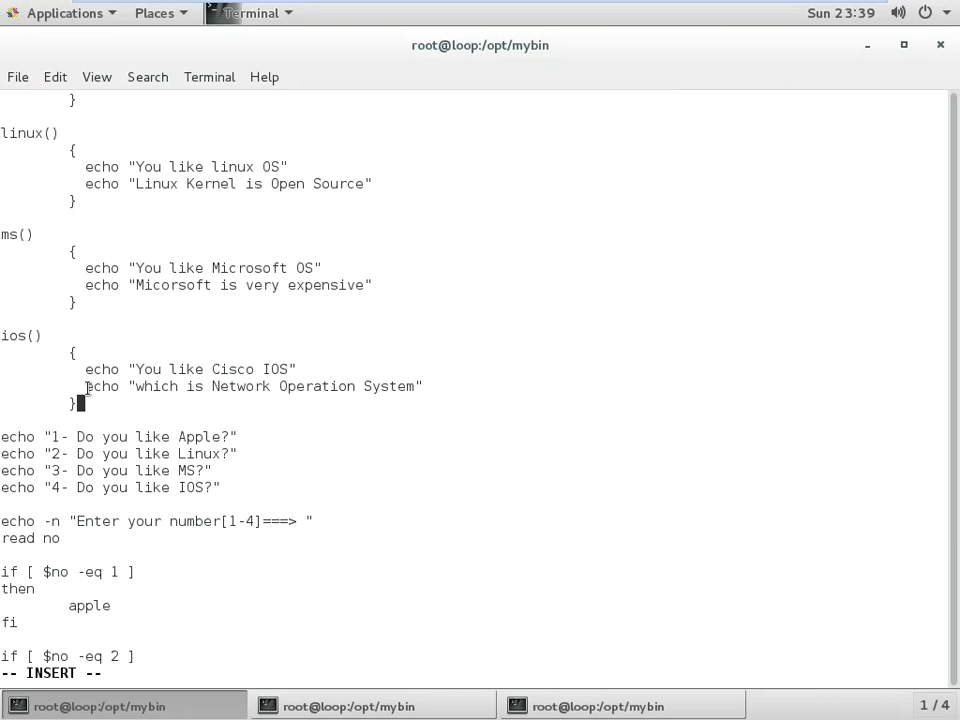 Applications Places Terminal Sun 23:39
root@loop:/opt/mybin
File Edit View Search Terminal Help
}
linux()
{
echo "You like linux OS"
echo "Linux Kernel is Open Source"
}
ms()
{
echo "You like Microsoft OS"
echo "Micorsoft is very expensive"
}
ios()
{
echo "You like Cisco IOS"
echo "which is Network Operation System"
}
echo "1- Do you like Apple?"
echo "2- Do you like Linux?"
echo "3- Do you like MS?"
echo "4- Do you like IOS?"
echo -n "Enter your number[1-4]===> "
read no
if [ $no -eq 1 ]
then
apple
fi
if [ $no -eq 2 ]
-- INSERT --
root@loop:/opt/mybin root@loop:/opt/mybin root@loop:/opt/mybin 1 / 4